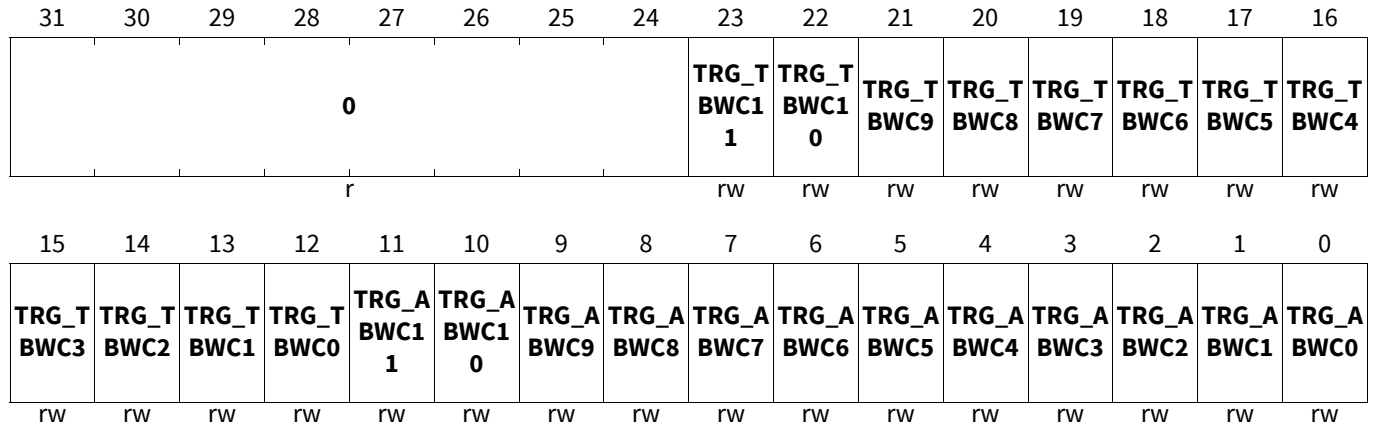 31 30 29 28 27 26 25 24 23 22 21 20 19 18 17 16
0 TRG_T BWC1 1 TRG_T BWC1 0 TRG_T BWC9 TRG_T BWC8 TRG_T BWC7 TRG_T BWC6 TRG_T BWC5 TRG_T BWC4
r rw rw rw rw rw rw rw rw
15 14 13 12 11 10 9 8 7 6 5 4 3 2 1 0
TRG_T BWC3 TRG_T BWC2 TRG_T BWC1 TRG_T BWC0 TRG_A BWC1 1 TRG_A BWC1 0 TRG_A BWC9 TRG_A BWC8 TRG_A BWC7 TRG_A BWC6 TRG_A BWC5 TRG_A BWC4 TRG_A BWC3 TRG_A BWC2 TRG_A BWC1 TRG_A BWC0
rw rw rw rw rw rw rw rw rw rw rw rw rw rw rw rw